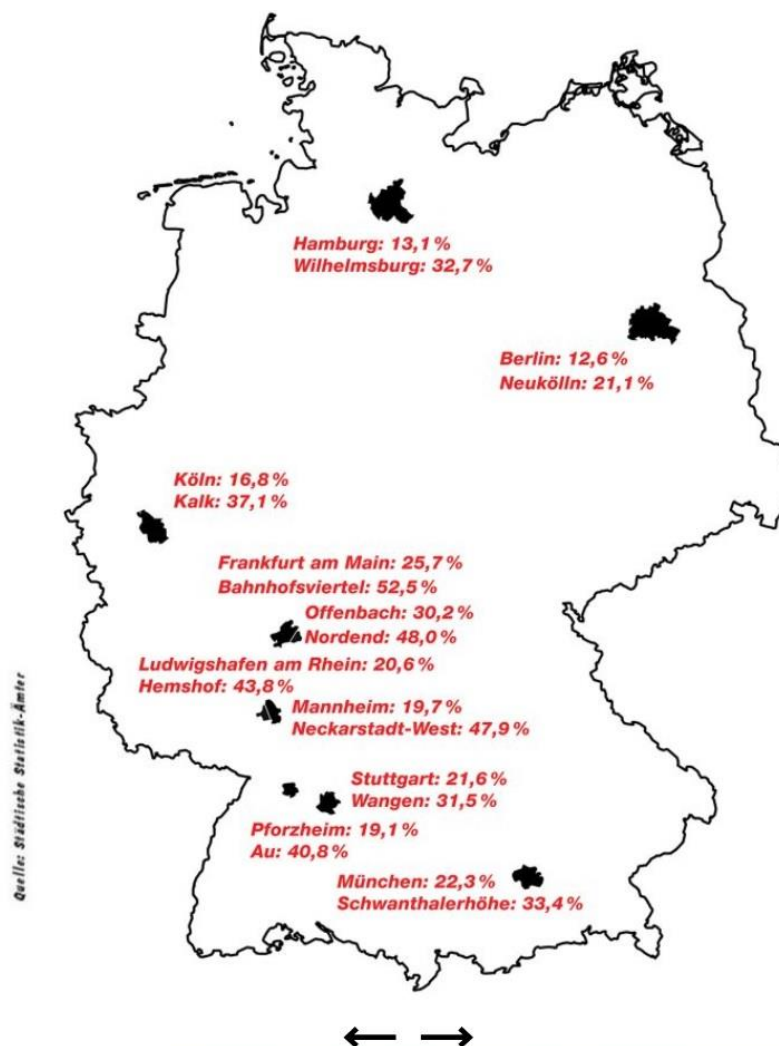 Hamburg: 13,1 %
Wilhelmsburg: 32,7 %
Berlin: 12,6 %
Neukölln: 21,1 %
Köln: 16,8 %
Kalk: 37,1 %
Frankfurt am Main: 25,7 %
Bahnhofsviertel: 52,5 %
Offenbach: 30,2 %
Nordend: 48,0 %
Ludwigshafen am Rhein: 20,6 %
Hemshof: 43,8 %
Mannheim: 19,7 %
Neckarstadt-West: 47,9 %
Stuttgart: 21,6 %
Wangen: 31,5 %
Pforzheim: 19,1 %
Au: 40,8 %
München: 22,3 %
Schwanthalerhöhe: 33,4 %
Quelle: Städtische Statistik-Ämter